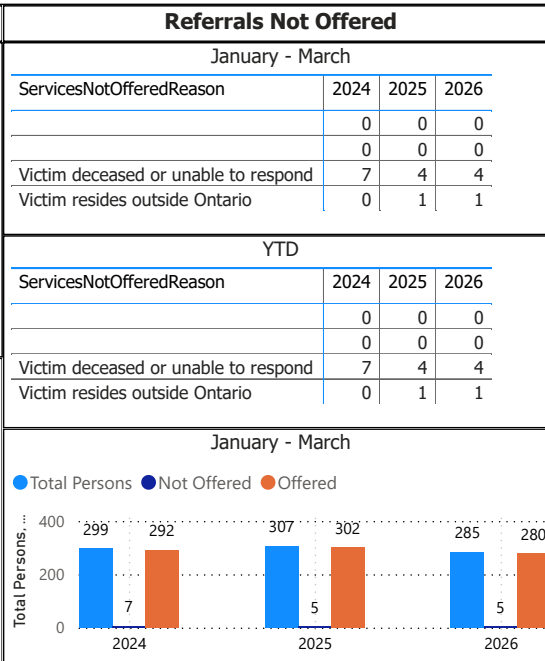 Referrals Not Offered
January - March
ServicesNotOfferedReason 2024 2025 2026
0 0 0
0 0 0
Victim deceased or unable to respond 7 4 4
Victim resides outside Ontario 0 1 1
YTD
ServicesNotOfferedReason 2024 2025 2026
0 0 0
0 0 0
Victim deceased or unable to respond 7 4 4
Victim resides outside Ontario 0 1 1
January - March
Total Persons Not Offered Offered
Total Persons, ...
400
200
0
299 7 292
307 5 302
285 5 280
2024 2025 2026